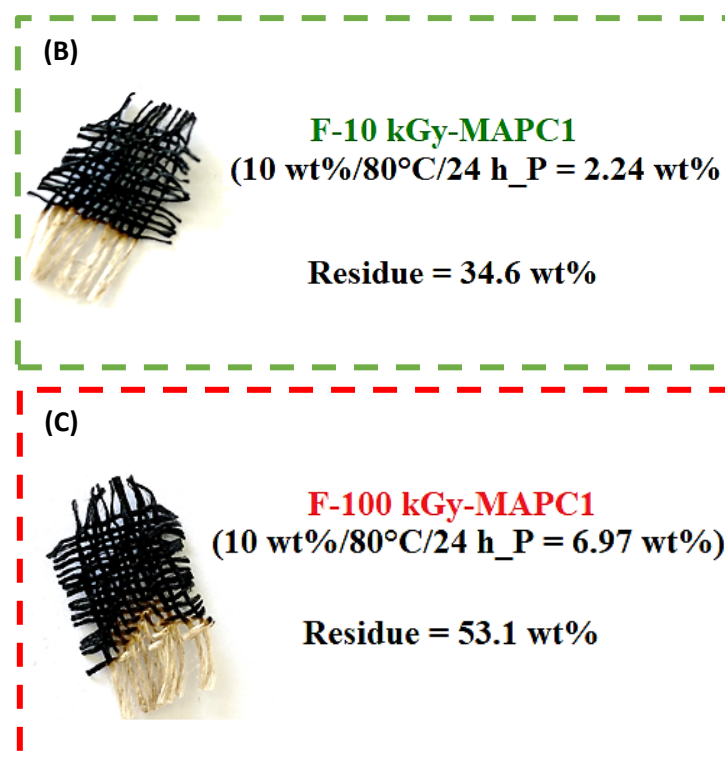 (B)
F-10 kGy-MAPC1
(10 wt%/80°C/24 h_P = 2.24 wt%
Residue = 34.6 wt%
(C)
F-100 kGy-MAPC1
(10 wt%/80°C/24 h_P = 6.97 wt%)
Residue = 53.1 wt%